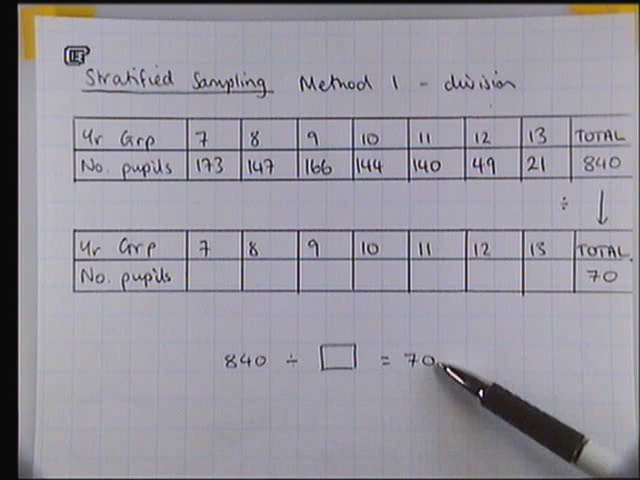 Stratified Sampling Method 1 - division
Yr Grp 7 8 9 10 11 12 13 TOTAL
No. pupils 173 147 166 144 140 49 21 840
÷ ↓
Yr Grp 7 8 9 10 11 12 13 TOTAL
No. pupils 70
840 ÷ □ = 70